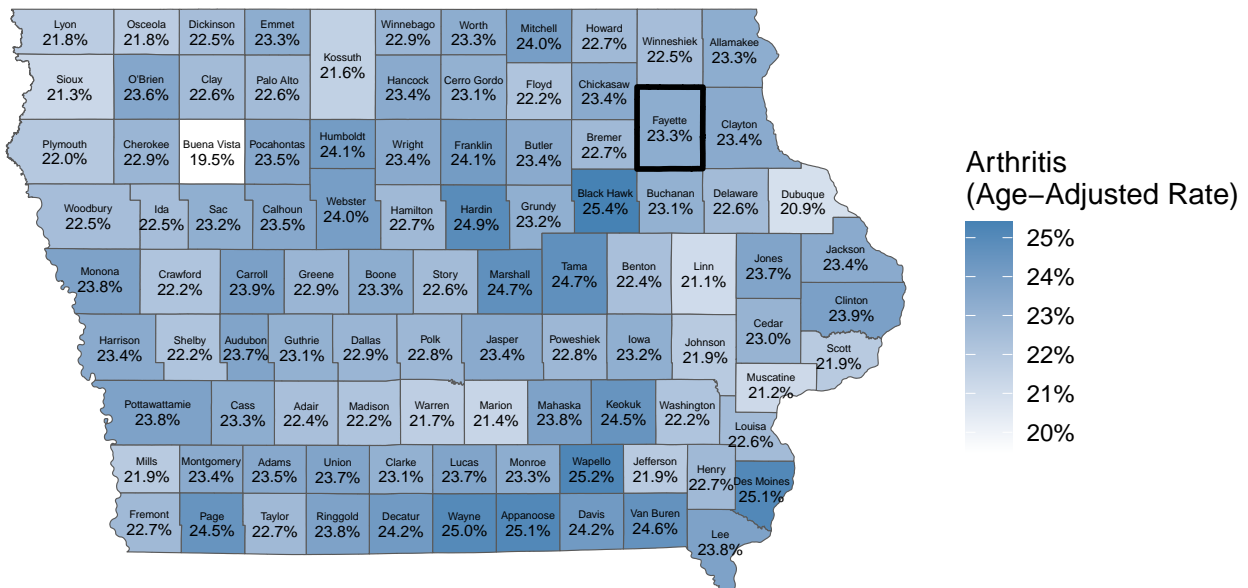 Lyon
21.8%
Osceola
21.8%
Dickinson
22.5%
Emmet
23.3%
Kossuth
21.6%
Winnebago
22.9%
Worth
23.3%
Mitchell
24.0%
Howard
22.7%
Winneshiek
22.5%
Allamakee
23.3%
Sioux
21.3%
O'Brien
23.6%
Clay
22.6%
Palo Alto
22.6%
Hancock
23.4%
Cerro Gordo
23.1%
Floyd
22.2%
Chickasaw
23.4%
Fayette
23.3%
Clayton
23.4%
Plymouth
22.0%
Cherokee
22.9%
Buena Vista
19.5%
Pocahontas
23.5%
Humboldt
24.1%
Wright
23.4%
Franklin
24.1%
Butler
23.4%
Bremer
22.7%
Woodbury
22.5%
Ida
22.5%
Sac
23.2%
Calhoun
23.5%
Webster
24.0%
Hamilton
22.7%
Hardin
24.9%
Grundy
23.2%
Black Hawk
25.4%
Buchanan
23.1%
Delaware
22.6%
Dubuque
20.9%
Monona
23.8%
Crawford
22.2%
Carroll
23.9%
Greene
22.9%
Boone
23.3%
Story
22.6%
Marshall
24.7%
Tama
24.7%
Benton
22.4%
Linn
21.1%
Jones
23.7%
Jackson
23.4%
Clinton
23.9%
Harrison
23.4%
Shelby
22.2%
Audubon
23.7%
Guthrie
23.1%
Dallas
22.9%
Polk
22.8%
Jasper
23.4%
Poweshiek
22.8%
Iowa
23.2%
Johnson
21.9%
Cedar
23.0%
Scott
21.9%
Muscatine
21.2%
Pottawattamie
23.8%
Cass
23.3%
Adair
22.4%
Madison
22.2%
Warren
21.7%
Marion
21.4%
Mahaska
23.8%
Keokuk
24.5%
Washington
22.2%
Louisa
22.6%
Mills
21.9%
Montgomery
23.4%
Adams
23.5%
Union
23.7%
Clarke
23.1%
Lucas
23.7%
Monroe
23.3%
Wapello
25.2%
Jefferson
21.9%
Henry
22.7%
Des Moines
25.1%
Fremont
22.7%
Page
24.5%
Taylor
22.7%
Ringgold
23.8%
Decatur
24.2%
Wayne
25.0%
Appanoose
25.1%
Davis
24.2%
Van Buren
24.6%
Lee
23.8%
Arthritis
(Age−Adjusted Rate)
25%
24%
23%
22%
21%
20%